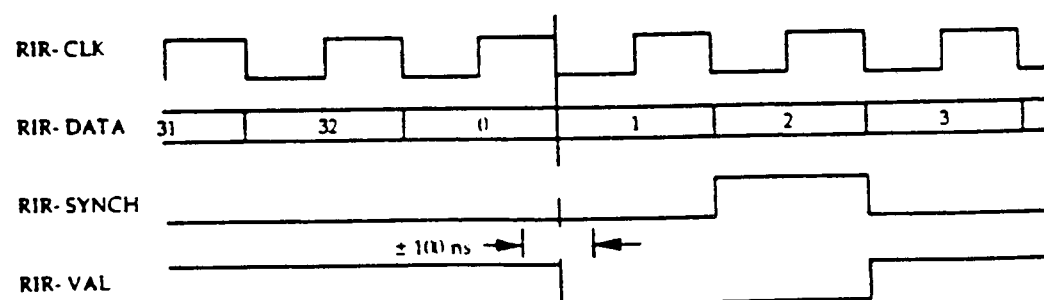 RIR-CLK
RIR-DATA 31 32 0 1 2 3
RIR-SYNCH
± 100 ns
RIR-VAL